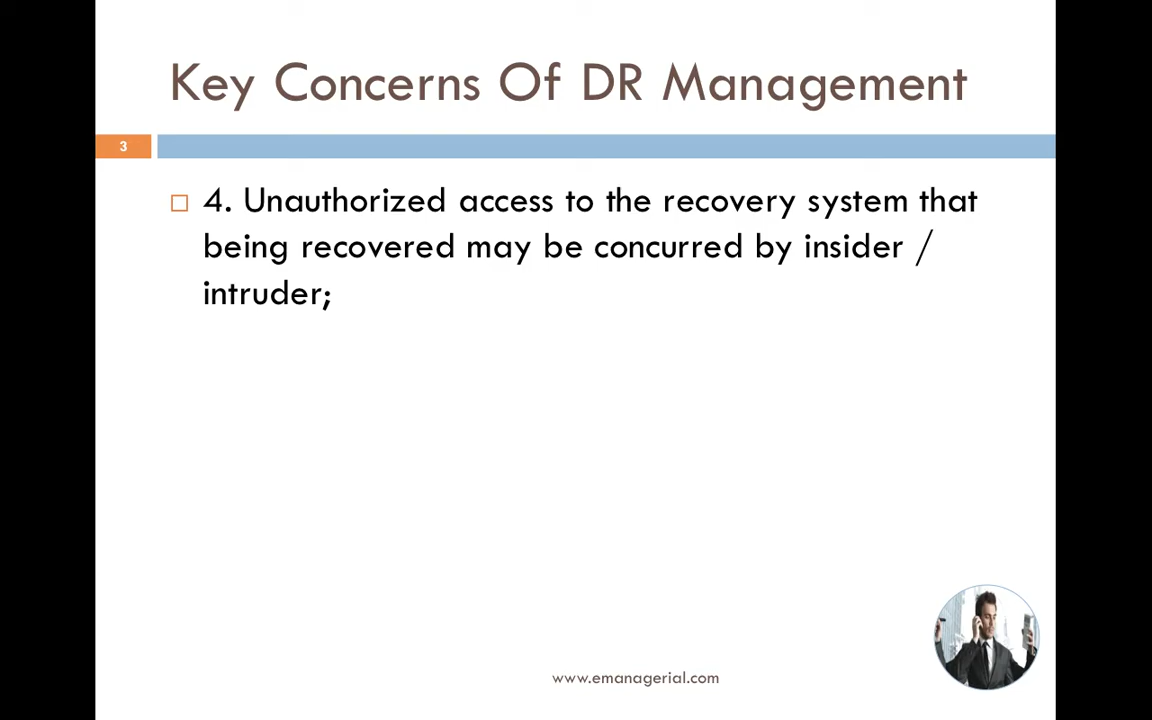 Key Concerns Of DR Management
3
4. Unauthorized access to the recovery system that
being recovered may be concurred by insider /
intruder;
www.emanagerial.com